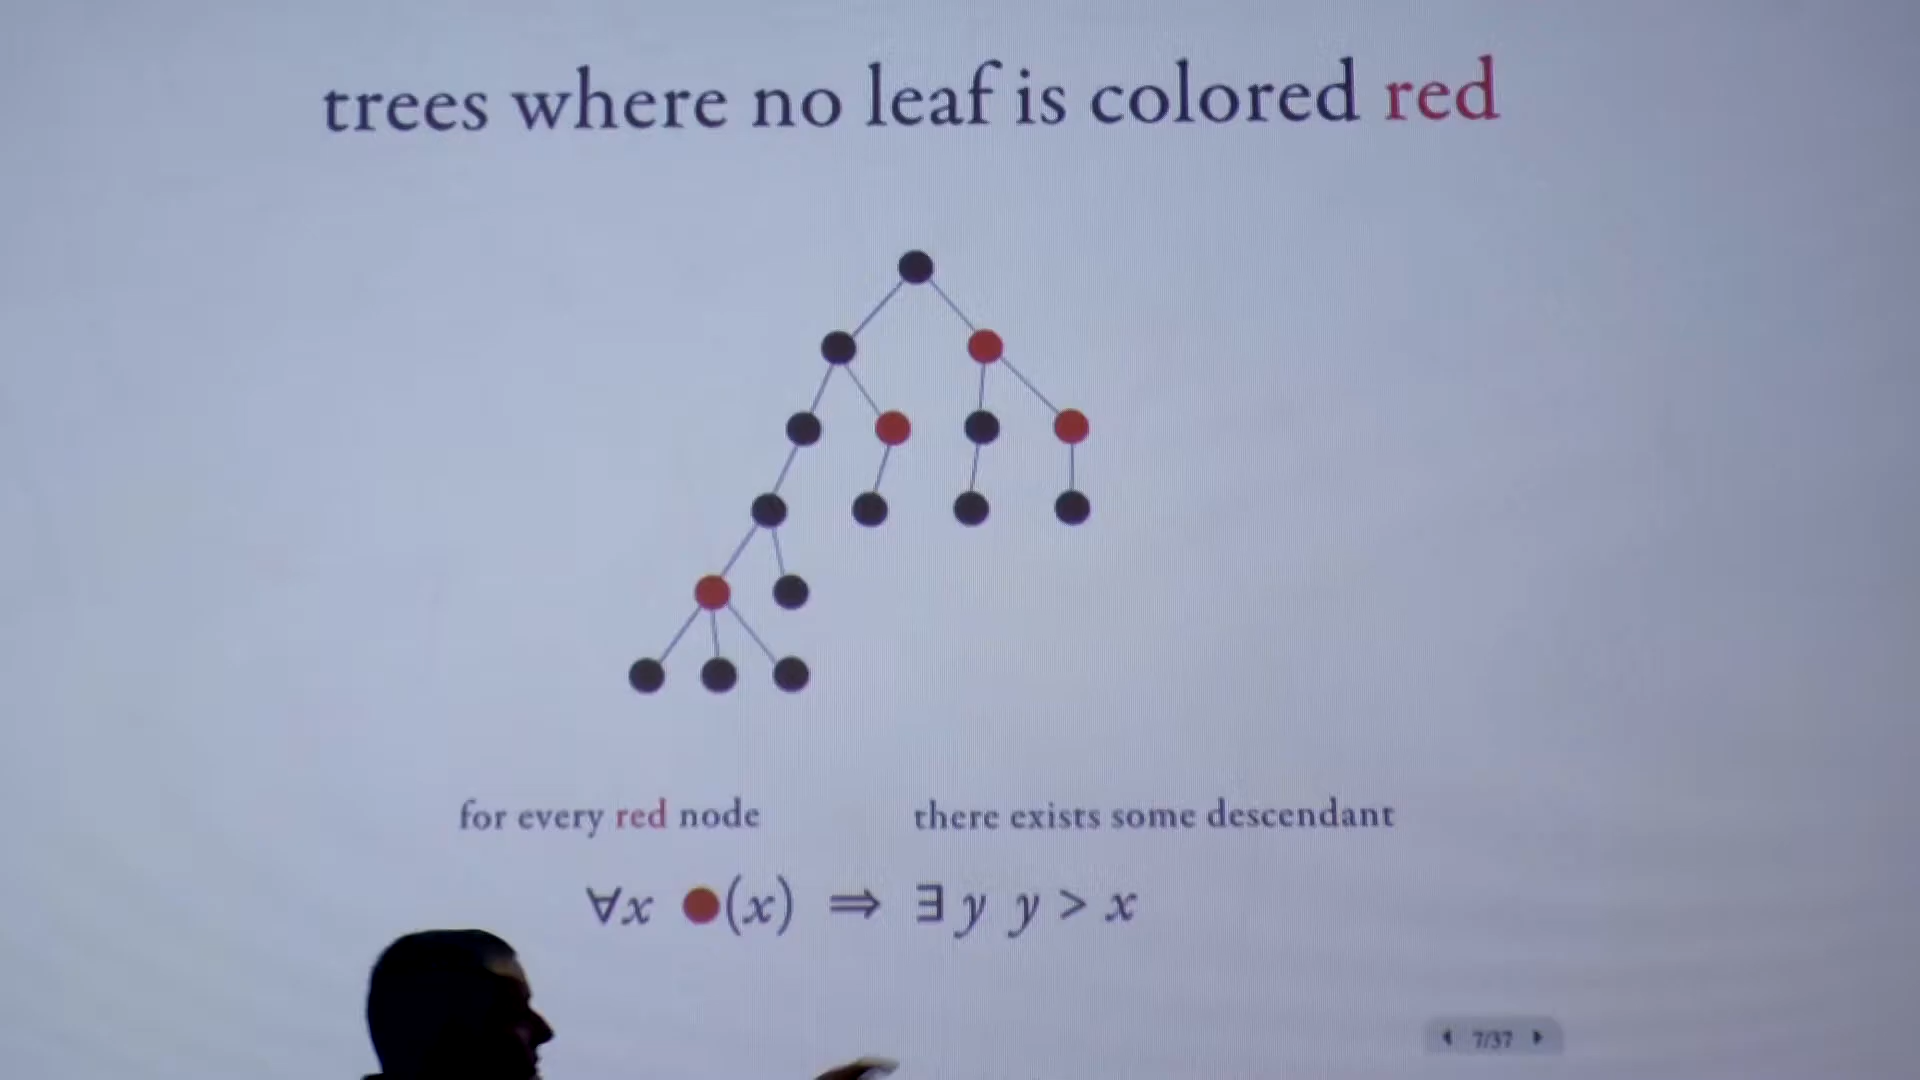 trees where no leaf is colored red
for every red node there exists some descendant
∀x ●(x) ⇒ ∃ y y > x
7/37